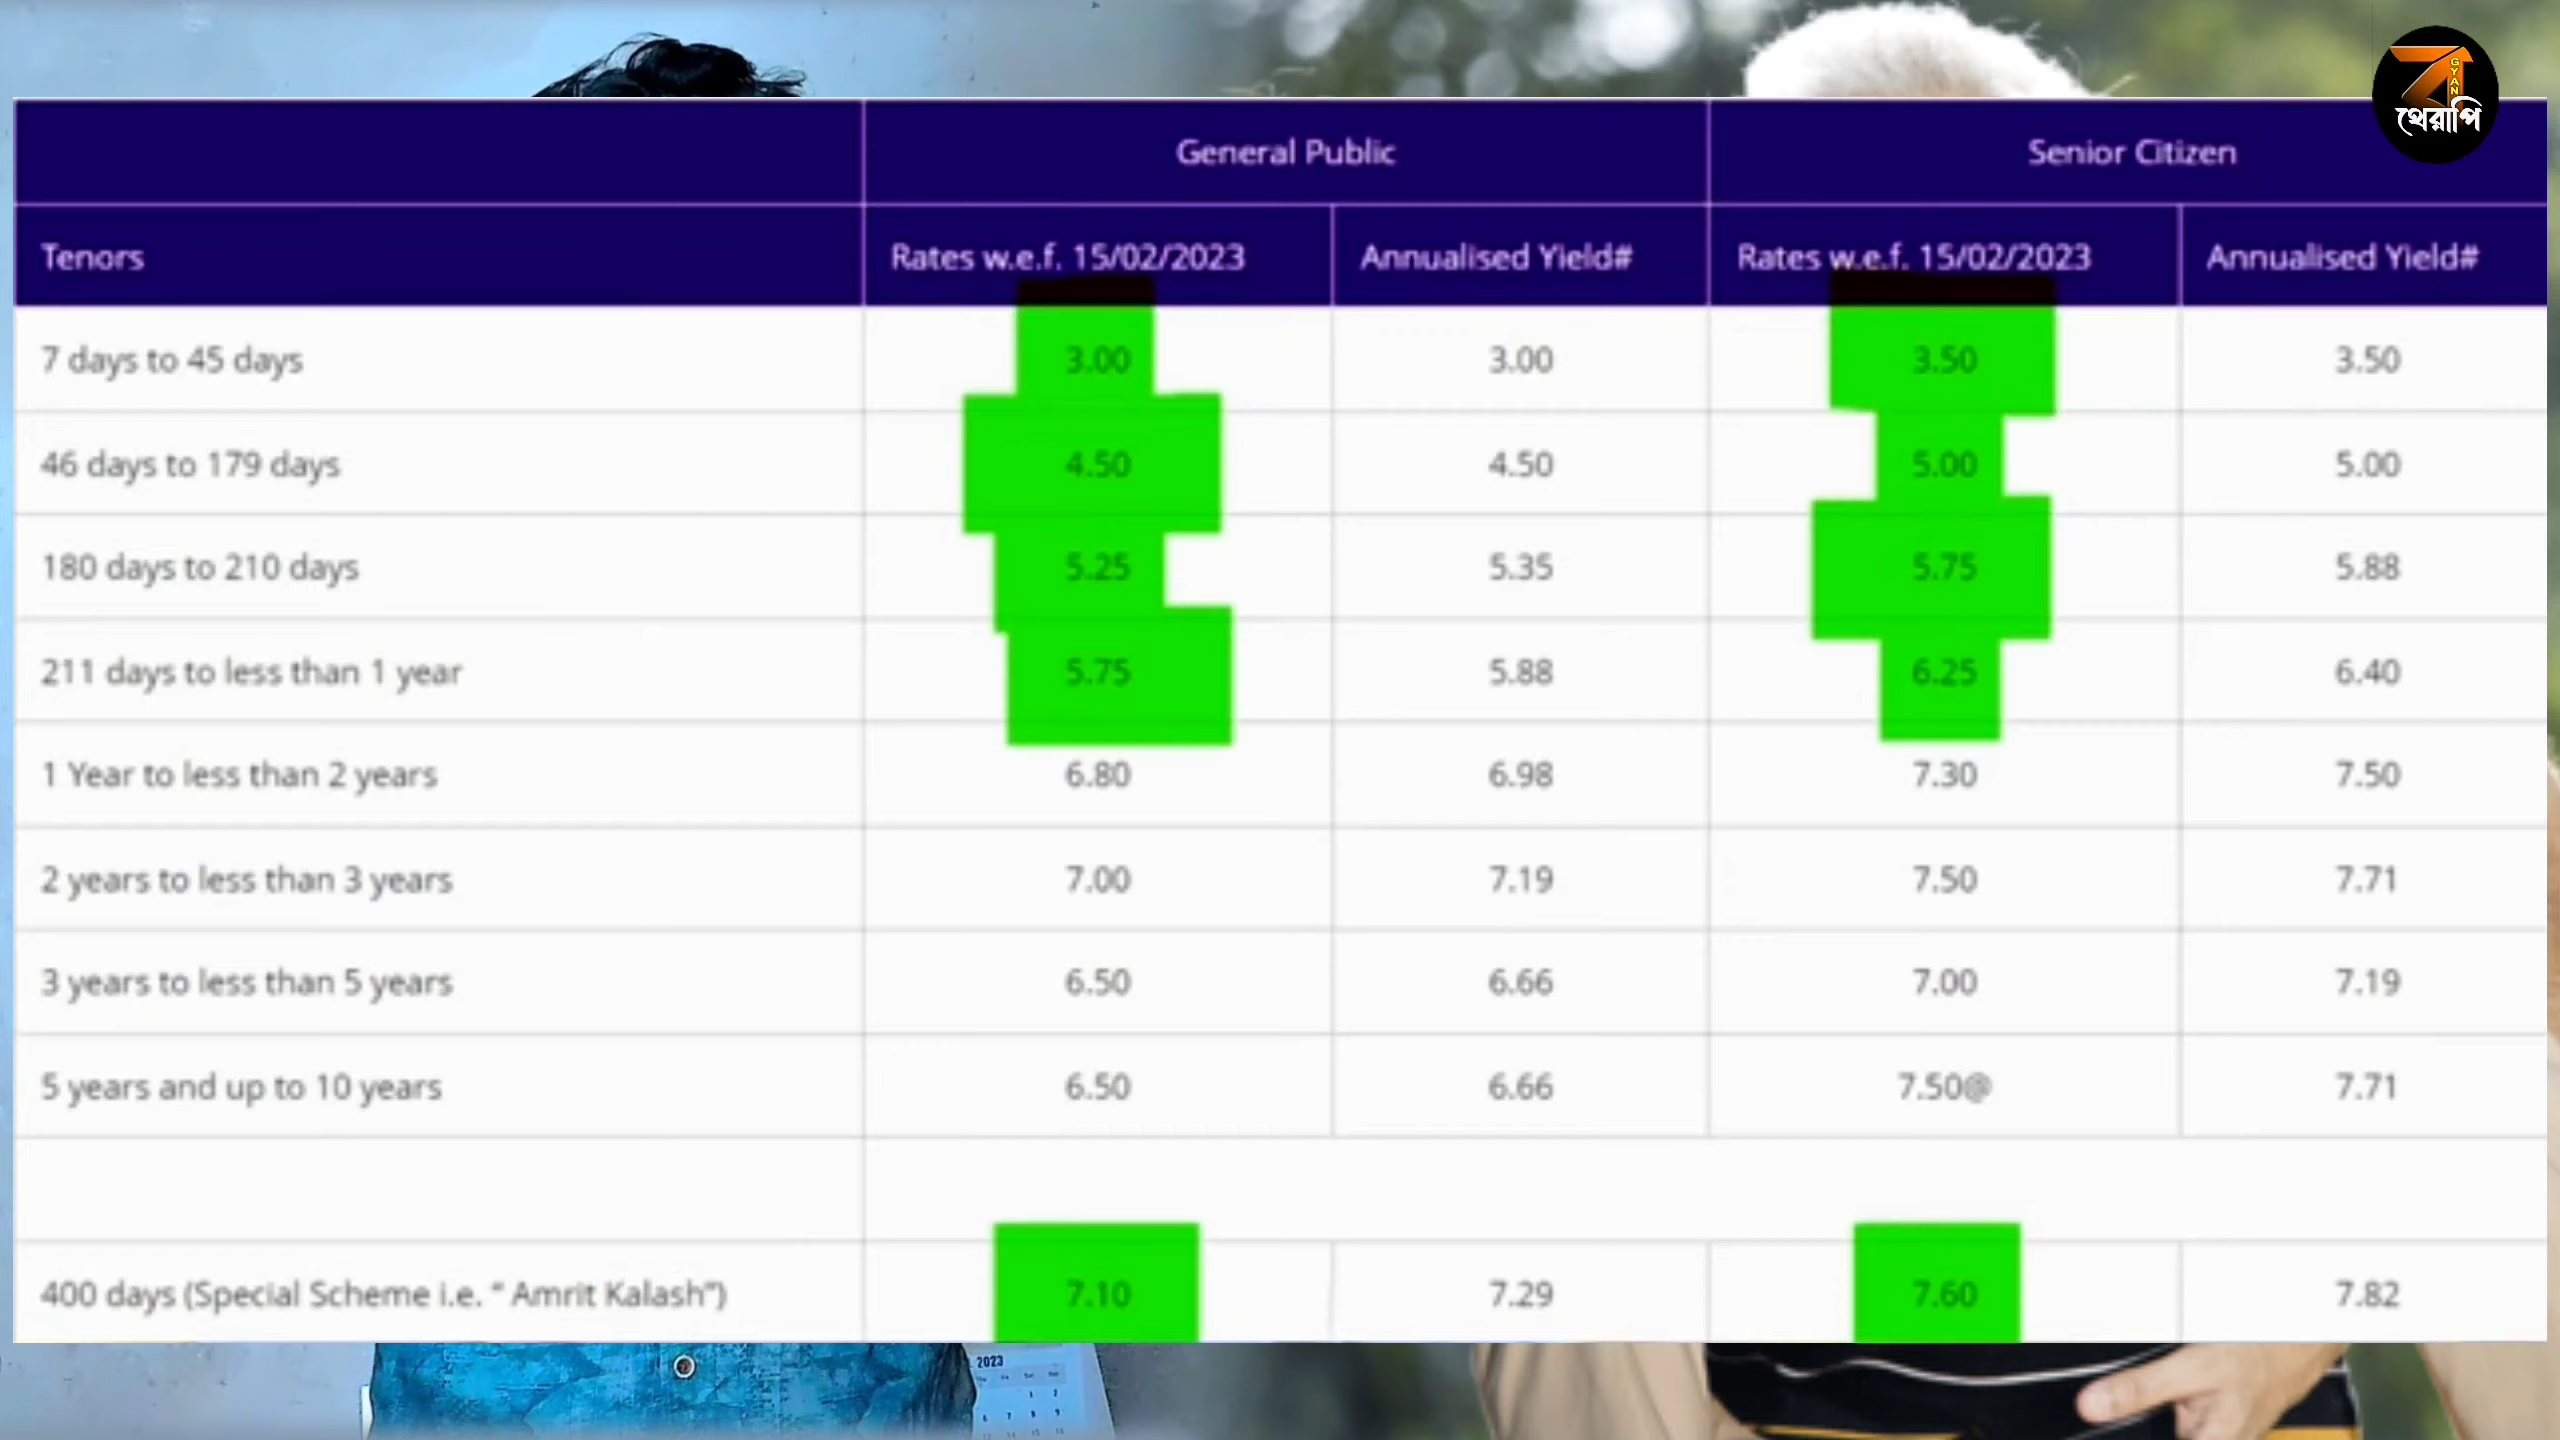 GYAN
থেরাপি
General Public Senior Citizen
Tenors Rates w.e.f. 15/02/2023 Annualised Yield# Rates w.e.f. 15/02/2023 Annualised Yield#
7 days to 45 days 3.00 3.00 3.50 3.50
46 days to 179 days 4.50 4.50 5.00 5.00
180 days to 210 days 5.25 5.35 5.75 5.88
211 days to less than 1 year 5.75 5.88 6.25 6.40
1 Year to less than 2 years 6.80 6.98 7.30 7.50
2 years to less than 3 years 7.00 7.19 7.50 7.71
3 years to less than 5 years 6.50 6.66 7.00 7.19
5 years and up to 10 years 6.50 6.66 7.50@ 7.71
400 days (Special Scheme i.e. “ Amrit Kalash”) 7.10 7.29 7.60 7.82
2023
1 2
6 7 8 9